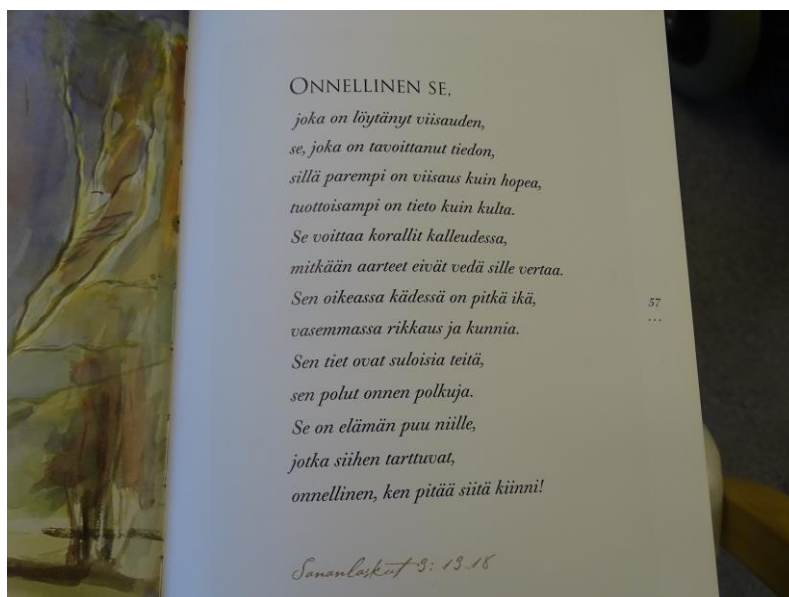 ONNELLINEN SE,
joka on löytänyt viisauden,
se, joka on tavoittanut tiedon,
sillä parempi on viisaus kuin hopea,
tuottoisampi on tieto kuin kulta.
Se voittaa korallit kalleudessa,
mitkään aarteet eivät vedä sille vertaa.
Sen oikeassa kädessä on pitkä ikä,
vasemmassa rikkaus ja kunnia.
Sen tiet ovat suloisia teitä,
sen polut onnen polkuja.
Se on elämän puu niille,
jotka siihen tarttuvat,
onnellinen, ken pitää siitä kiinni!
57
...
Sananlaskut 3: 13-18